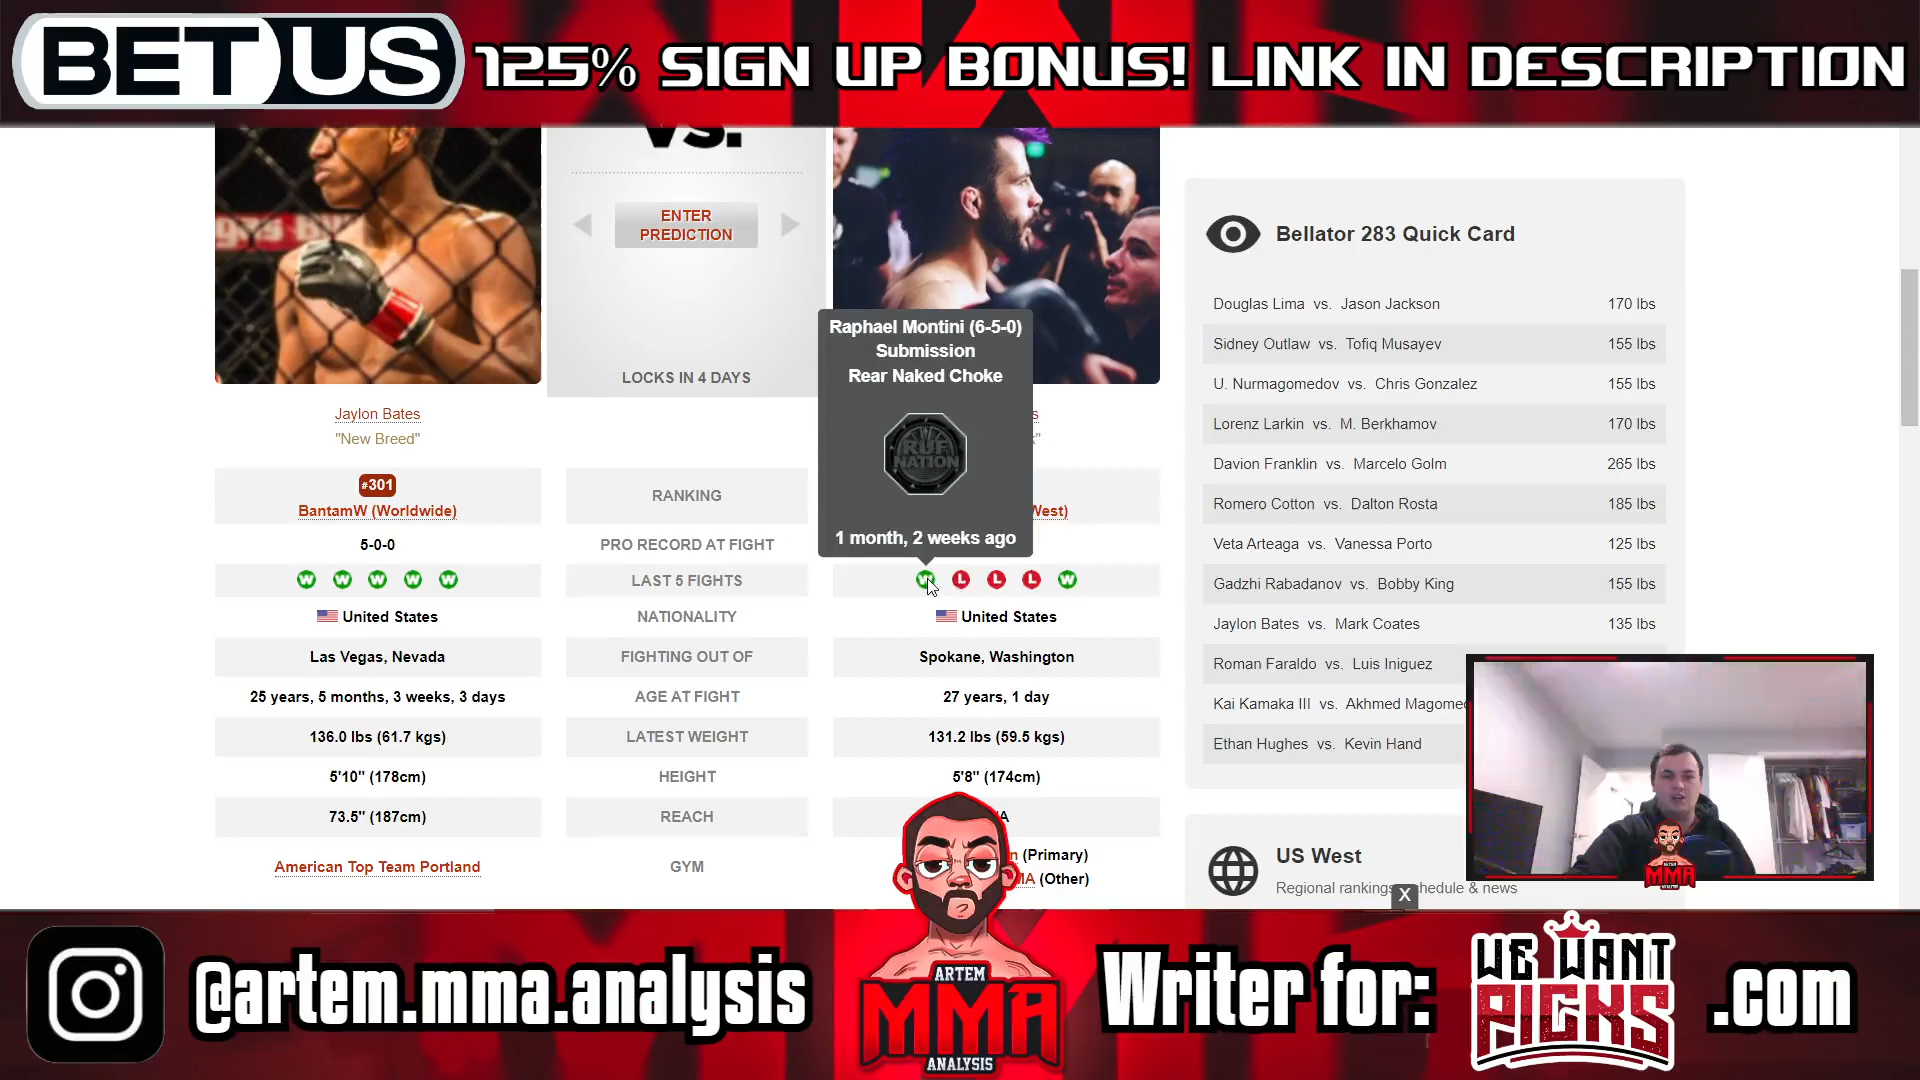 BETUS 125% SIGN UP BONUS! LINK IN DESCRIPTION
VS.
ENTER
PREDICTION
LOCKS IN 4 DAYS
Raphael Montini (6-5-0)
Submission
Rear Naked Choke
RUF
NATION
1 month, 2 weeks ago
Jaylon Bates
"New Breed"
#301
BantamW (Worldwide)
RANKING
West)
5-0-0
PRO RECORD AT FIGHT
W W W W W
LAST 5 FIGHTS
W L L L W
United States
NATIONALITY
United States
Las Vegas, Nevada
FIGHTING OUT OF
Spokane, Washington
25 years, 5 months, 3 weeks, 3 days
AGE AT FIGHT
27 years, 1 day
136.0 lbs (61.7 kgs)
LATEST WEIGHT
131.2 lbs (59.5 kgs)
5'10" (178cm)
HEIGHT
5'8" (174cm)
73.5" (187cm)
REACH
American Top Team Portland
GYM
(Primary)
(Other)
Bellator 283 Quick Card
Douglas Lima vs. Jason Jackson 170 lbs
Sidney Outlaw vs. Tofiq Musayev 155 lbs
U. Nurmagomedov vs. Chris Gonzalez 155 lbs
Lorenz Larkin vs. M. Berkhamov 170 lbs
Davion Franklin vs. Marcelo Golm 265 lbs
Romero Cotton vs. Dalton Rosta 185 lbs
Veta Arteaga vs. Vanessa Porto 125 lbs
Gadzhi Rabadanov vs. Bobby King 155 lbs
Jaylon Bates vs. Mark Coates 135 lbs
Roman Faraldo vs. Luis Iniguez
Kai Kamaka III vs. Akhmed Magomed
Ethan Hughes vs. Kevin Hand
US West
Regional rankings, schedule & news
X
ARTEM
MMA
ANALYSIS
@artem.mma.analysis
ARTEM
MMA
ANALYSIS
Writer for:
WE WANT
PICKS
.com